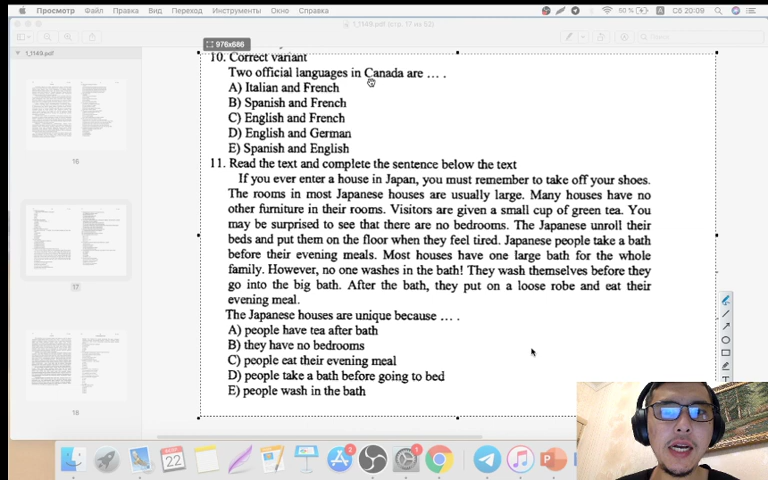 Просмотр Файл Правка Вид Переход Инструменты Окно Справка
50 % Сб 20:09
1_1149.pdf (стр. 17 из 52)
1_1149.pdf
976x686
10. Correct variant
Two official languages in Canada are ... .
A) Italian and French
B) Spanish and French
C) English and French
D) English and German
E) Spanish and English
11. Read the text and complete the sentence below the text
If you ever enter a house in Japan, you must remember to take off your shoes.
The rooms in most Japanese houses are usually large. Many houses have no
other furniture in their rooms. Visitors are given a small cup of green tea. You
may be surprised to see that there are no bedrooms. The Japanese unroll their
beds and put them on the floor when they feel tired. Japanese people take a bath
before their evening meals. Most houses have one large bath for the whole
family. However, no one washes in the bath! They wash themselves before they
go into the big bath. After the bath, they put on a loose robe and eat their
evening meal.
The Japanese houses are unique because ... .
A) people have tea after bath
B) they have no bedrooms
C) people eat their evening meal
D) people take a bath before going to bed
E) people wash in the bath
16
17
18
22